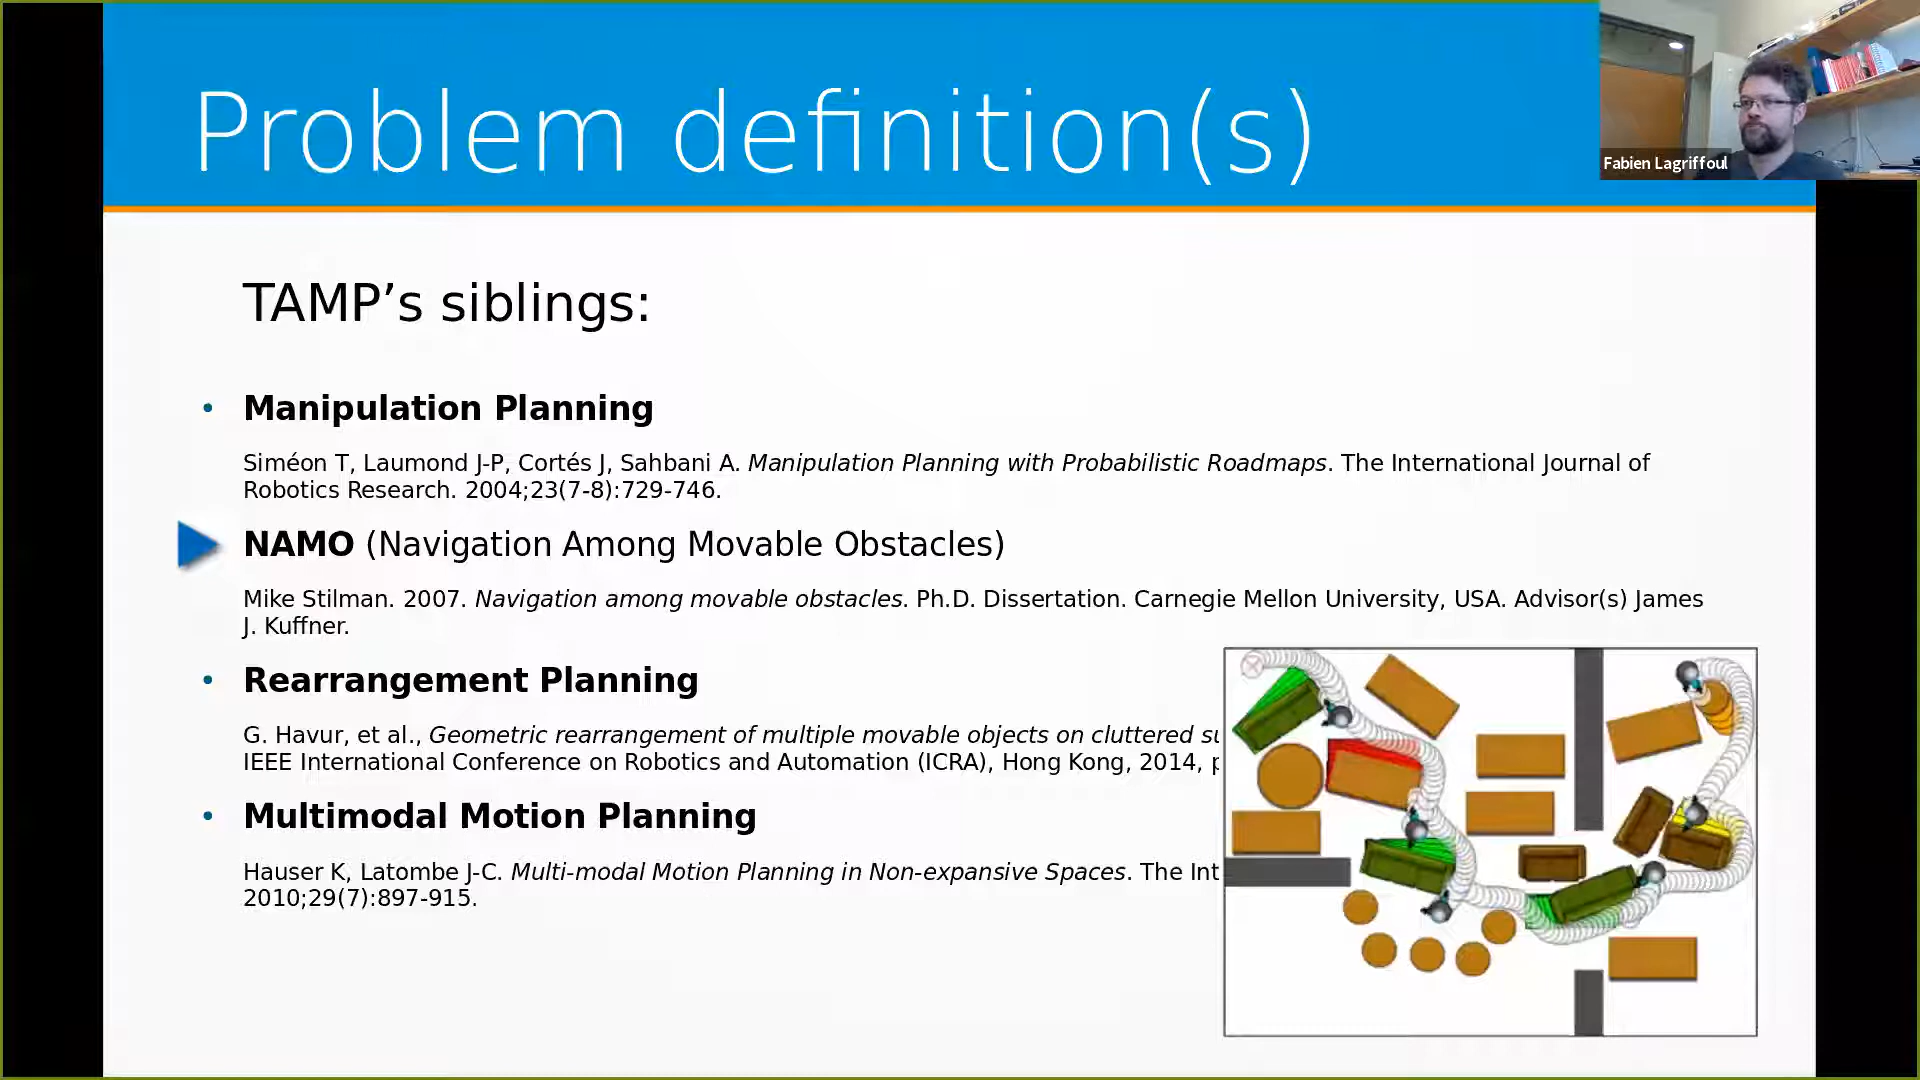 Problem definition(s)
Fabien Lagriffoul
TAMP’s siblings:
• Manipulation Planning
Siméon T, Laumond J-P, Cortés J, Sahbani A. Manipulation Planning with Probabilistic Roadmaps. The International Journal of
Robotics Research. 2004;23(7-8):729-746.
NAMO (Navigation Among Movable Obstacles)
Mike Stilman. 2007. Navigation among movable obstacles. Ph.D. Dissertation. Carnegie Mellon University, USA. Advisor(s) James
J. Kuffner.
• Rearrangement Planning
G. Havur, et al., Geometric rearrangement of multiple movable objects on cluttered
IEEE International Conference on Robotics and Automation (ICRA), Hong Kong, 2014,
• Multimodal Motion Planning
Hauser K, Latombe J-C. Multi-modal Motion Planning in Non-expansive Spaces. The Int
2010;29(7):897-915.